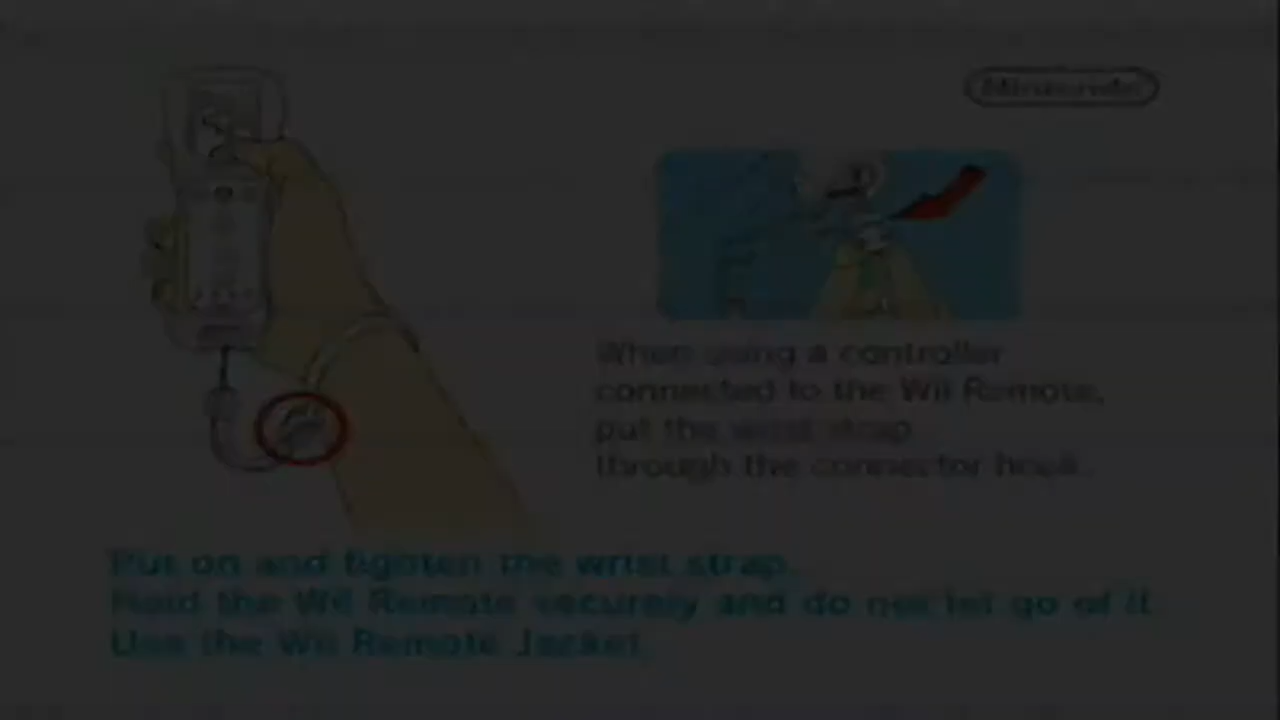 Nintendo
When using a controller
connected to the Wii Remote,
put the wrist strap
through the connector hook.
Put on and tighten the wrist strap.
Hold the Wii Remote securely and do not let go of it.
Use the Wii Remote Jacket.